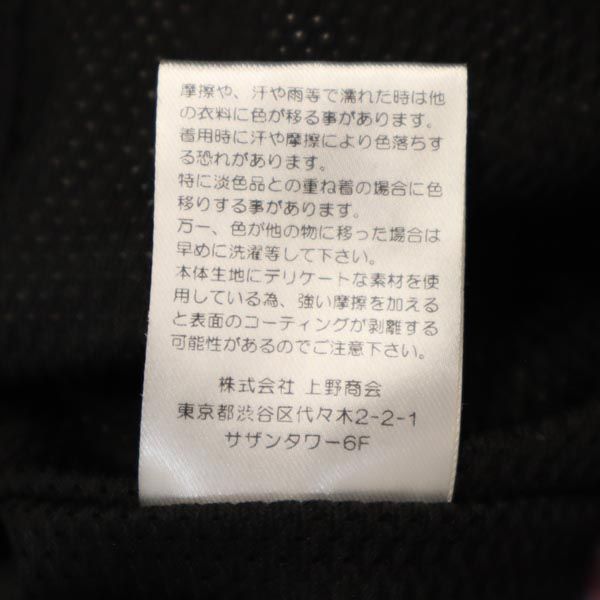 摩擦や、汗や雨等で濡れた時は他
の衣料に色が移る事があります。
着用時に汗や摩擦により色落ちす
る恐れがあります。
特に淡色品との重ね着の場合に色
移りする事があります。
万一、色が他の物に移った場合は
早めに洗濯等して下さい。
本体生地にデリケートな素材を使
用している為、強い摩擦を加える
と表面のコーティングが剥離する
可能性があるのでご注意下さい。
株式会社 上野商会
東京都渋谷区代々木2-2-1
サザンタワー6F